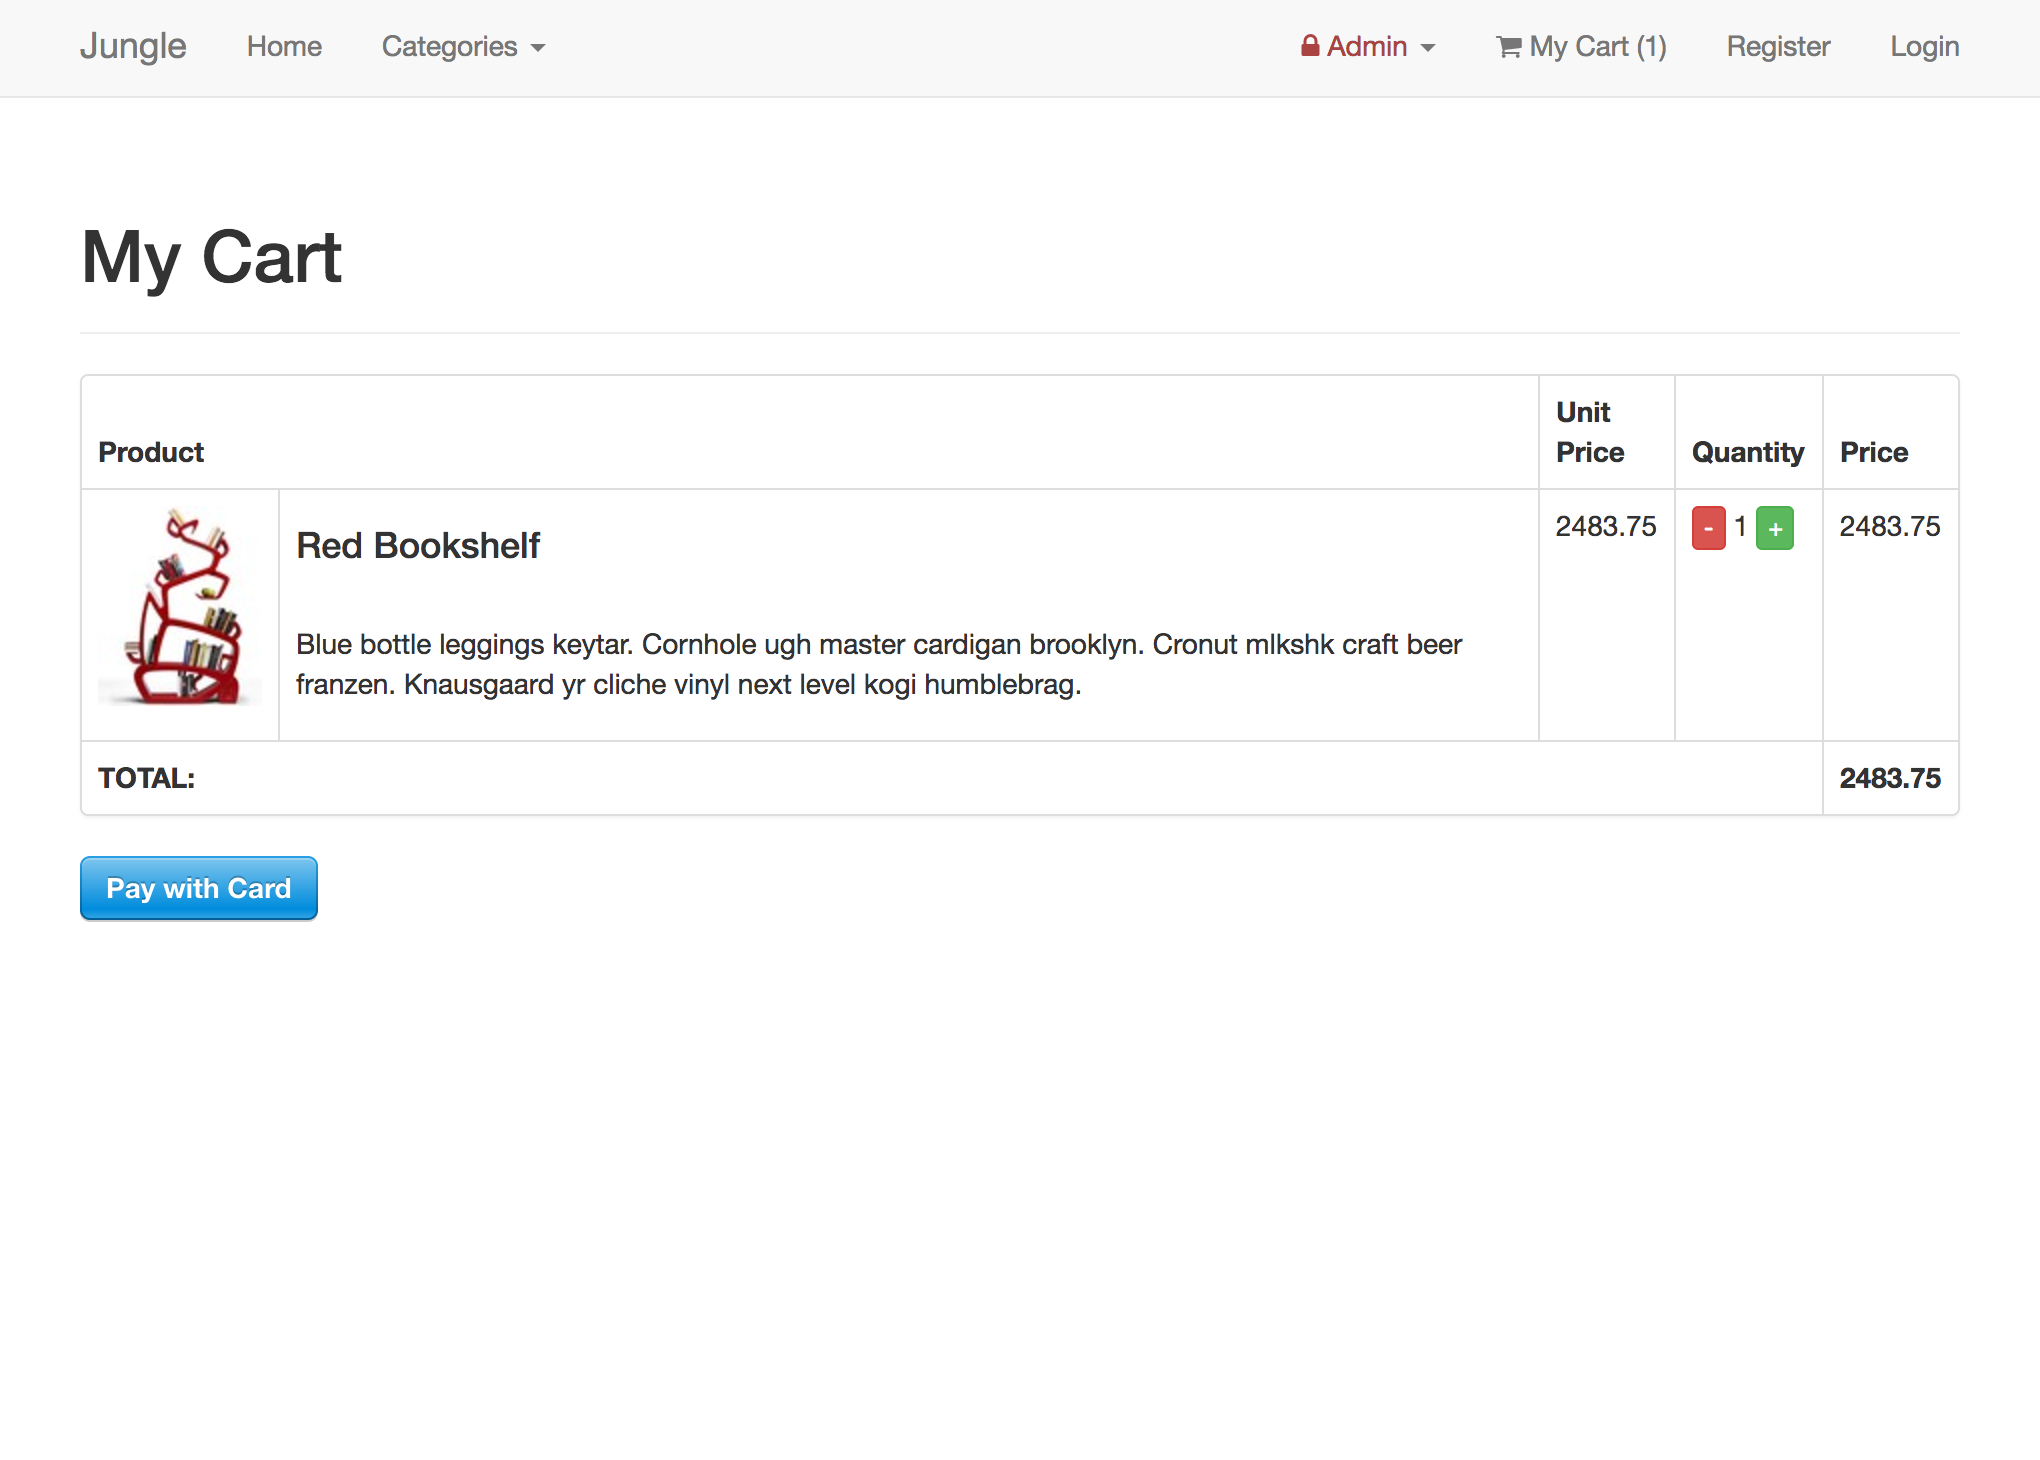 Jungle Home Categories Admin My Cart (1) Register Login
My Cart
Product Unit Price Quantity Price
Red Bookshelf 2483.75 - 1 + 2483.75
Blue bottle leggings keytar. Cornhole ugh master cardigan brooklyn. Cronut mlkshk craft beer
franzen. Knausgaard yr cliche vinyl next level kogi humblebrag.
TOTAL: 2483.75
Pay with Card